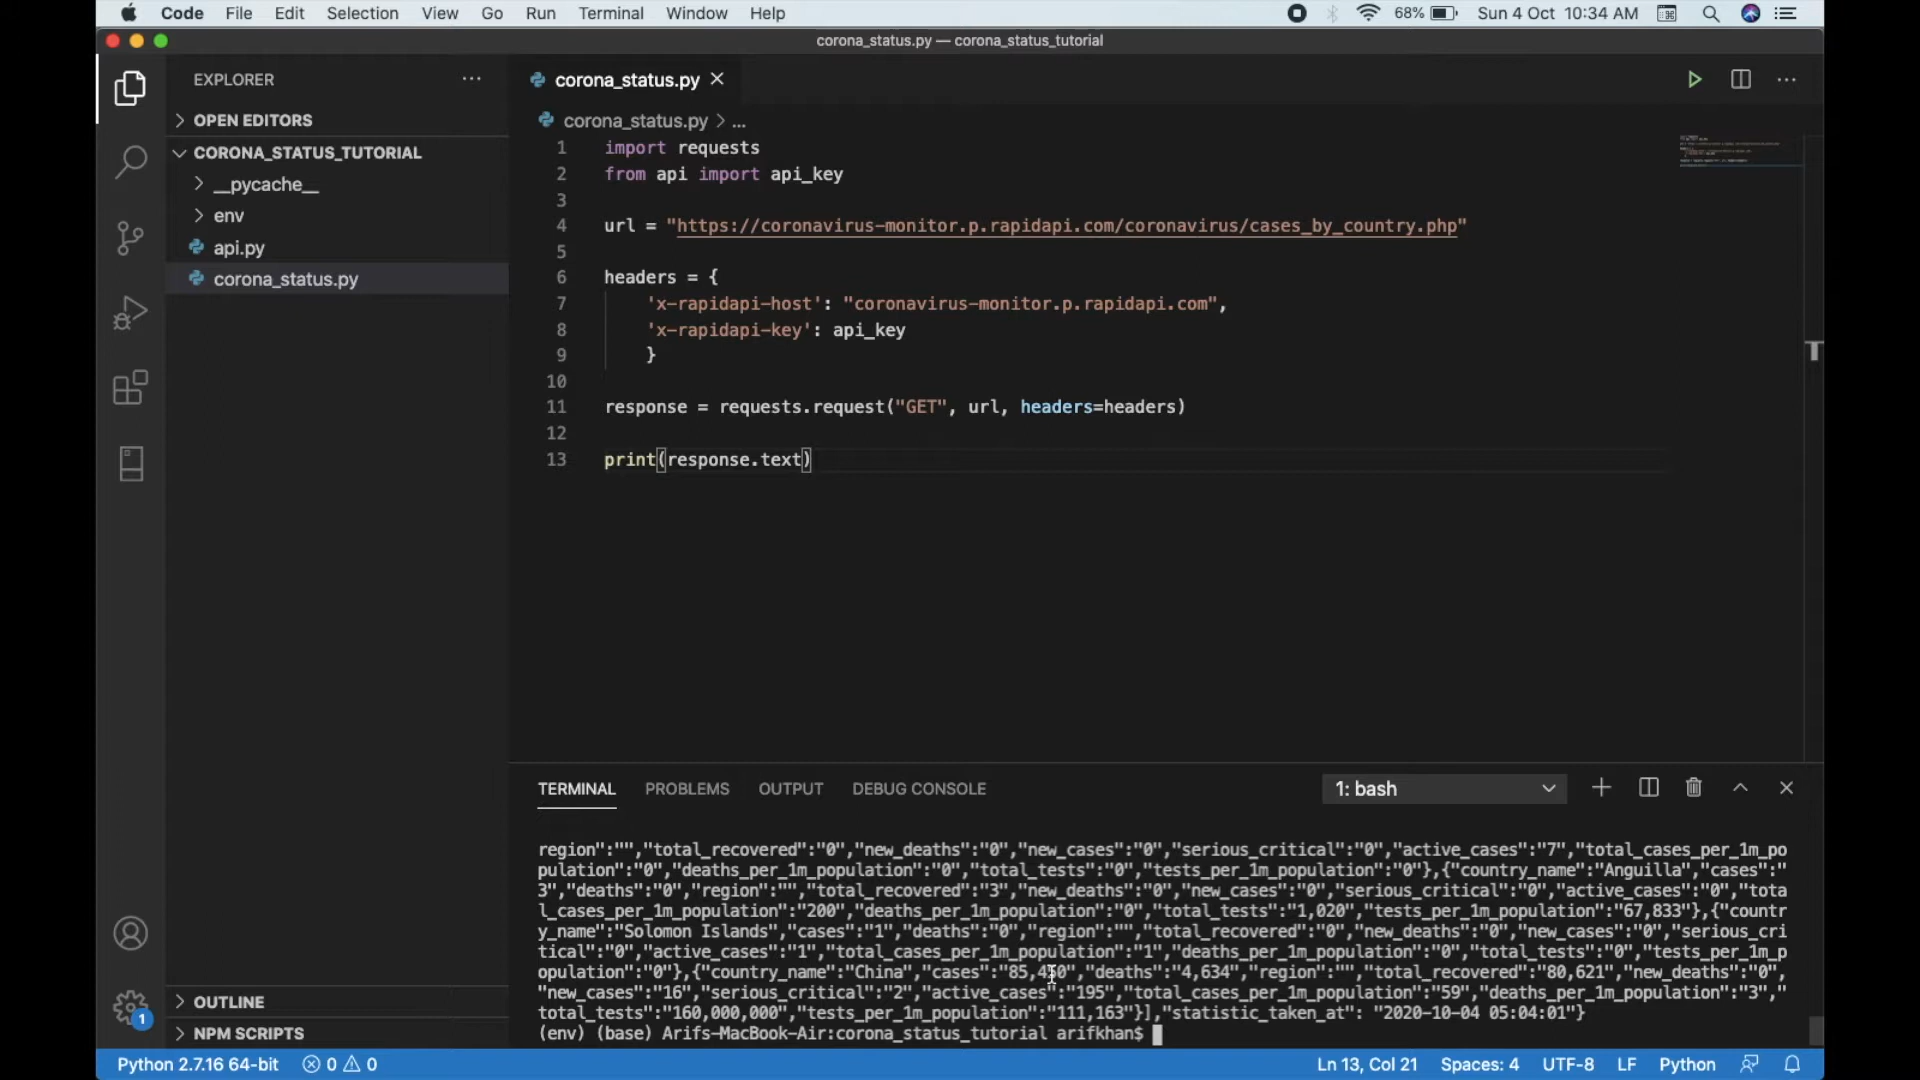 Code File Edit Selection View Go Run Terminal Window Help 68% Sun 4 Oct 10:34 AM
corona_status.py — corona_status_tutorial
EXPLORER
OPEN EDITORS
CORONA_STATUS_TUTORIAL
__pycache__
env
api.py
corona_status.py
OUTLINE
NPM SCRIPTS
1
corona_status.py
corona_status.py > ...
1 import requests
2 from api import api_key
3
4 url = "https://coronavirus-monitor.p.rapidapi.com/coronavirus/cases_by_country.php"
5
6 headers = {
7 'x-rapidapi-host': "coronavirus-monitor.p.rapidapi.com",
8 'x-rapidapi-key': api_key
9 }
10
11 response = requests.request("GET", url, headers=headers)
12
13 print(response.text)
TERMINAL PROBLEMS OUTPUT DEBUG CONSOLE 1: bash
region":"","total_recovered":"0","new_deaths":"0","new_cases":"0","serious_critical":"0","active_cases":"7","total_cases_per_1m_po
pulation":"0","deaths_per_1m_population":"0","total_tests":"0","tests_per_1m_population":"0"},{"country_name":"Anguilla","cases":"
3","deaths":"0","region":"","total_recovered":"3","new_deaths":"0","new_cases":"0","serious_critical":"0","active_cases":"0","tota
l_cases_per_1m_population":"200","deaths_per_1m_population":"0","total_tests":"1,020","tests_per_1m_population":"67,833"},{"countr
y_name":"Solomon Islands","cases":"1","deaths":"0","region":"","total_recovered":"0","new_deaths":"0","new_cases":"0","serious_cri
tical":"0","active_cases":"1","total_cases_per_1m_population":"1","deaths_per_1m_population":"0","total_tests":"0","tests_per_1m_p
opulation":"0"},{"country_name":"China","cases":"85,450","deaths":"4,634","region":"","total_recovered":"80,621","new_deaths":"0",
"new_cases":"16","serious_critical":"2","active_cases":"195","total_cases_per_1m_population":"59","deaths_per_1m_population":"3","
total_tests":"160,000,000","tests_per_1m_population":"111,163"}],"statistic_taken_at": "2020-10-04 05:04:01"}
(env) (base) Arifs-MacBook-Air:corona_status_tutorial arifkhan$
Python 2.7.16 64-bit 0 0 Ln 13, Col 21 Spaces: 4 UTF-8 LF Python